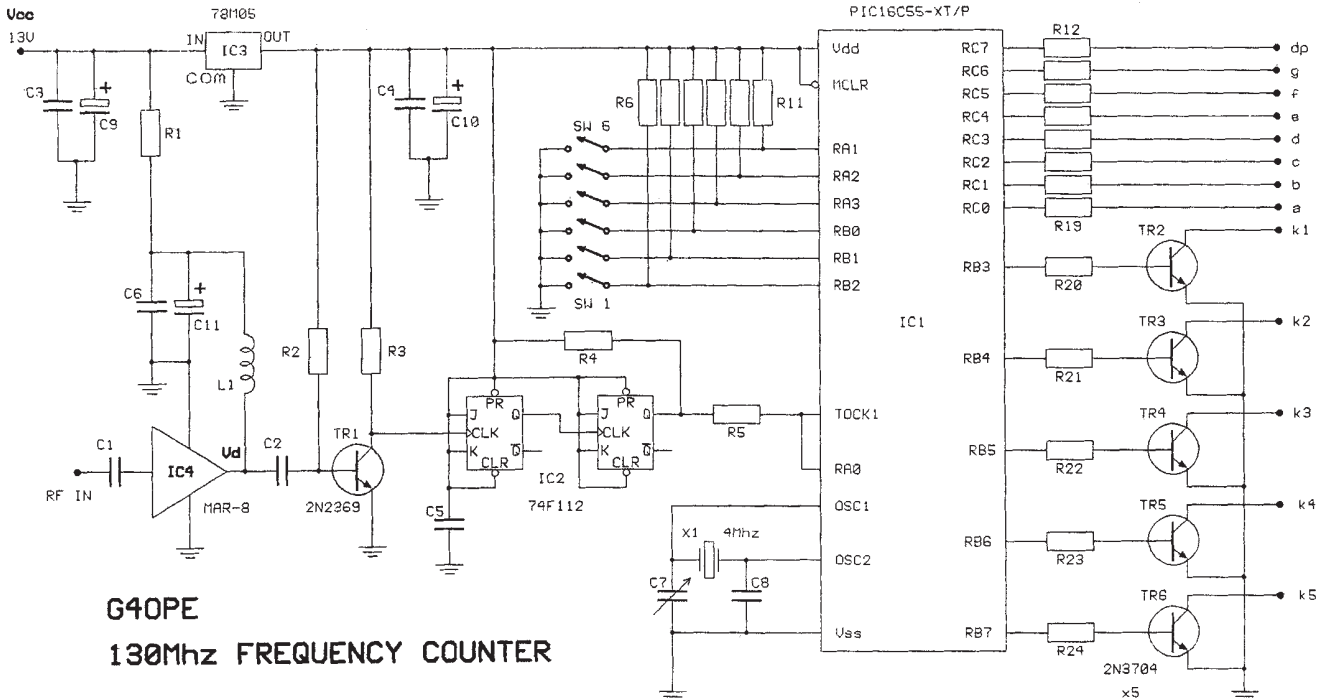 Vcc
13V
78M05
IN IC3 OUT
COM
C3
C9
+
R1
C4
C10
+
R6
R11
SW 6
SW 1
PIC16C55-XT/P
Vdd
MCLR
RA1
RA2
RA3
RB0
RB1
RB2
TOCK1
RA0
OSC1
OSC2
Vss
IC1
RC7
RC6
RC5
RC4
RC3
RC2
RC1
RC0
RB3
RB4
RB5
RB6
RB7
R12
R19
dp
g
f
e
d
c
b
a
TR2
k1
R20
TR3
k2
R21
TR4
k3
R22
TR5
k4
R23
TR6
k5
R24
2N3704
x5
C6
C11
+
L1
R2
R3
R4
R5
PR
J Q
CLK
K Q
CLR
PR
J Q
CLK
K Q
CLR
IC2
74F112
C5
C1
RF IN
IC4
MAR-8
Vd
C2
TR1
2N2369
X1 4Mhz
C7
C8
G4OPE
130Mhz FREQUENCY COUNTER